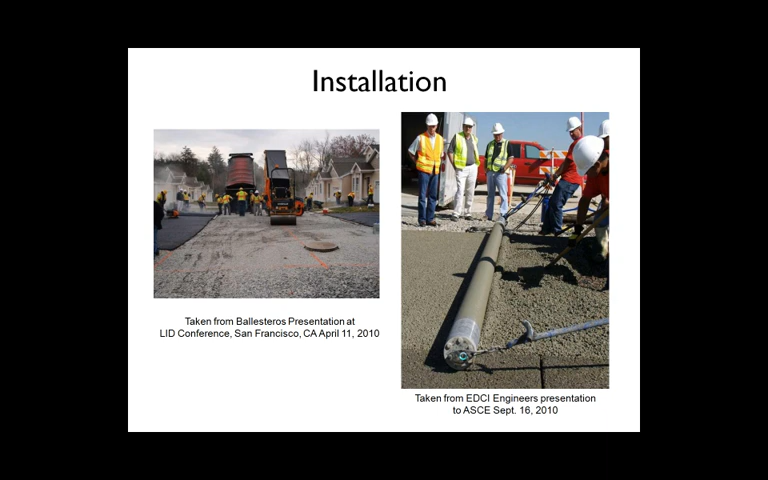 Installation
Taken from Ballesteros Presentation at
LID Conference, San Francisco, CA April 11, 2010
Taken from EDCI Engineers presentation
to ASCE Sept. 16, 2010